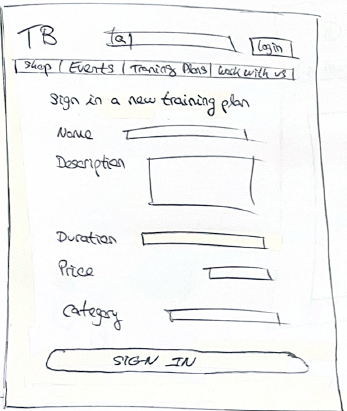 TB
Login
Shop | Events | Traning Plans | Work with us
Sign in a new training plan
Name
Description
Duration
Price
Category
SIGN IN